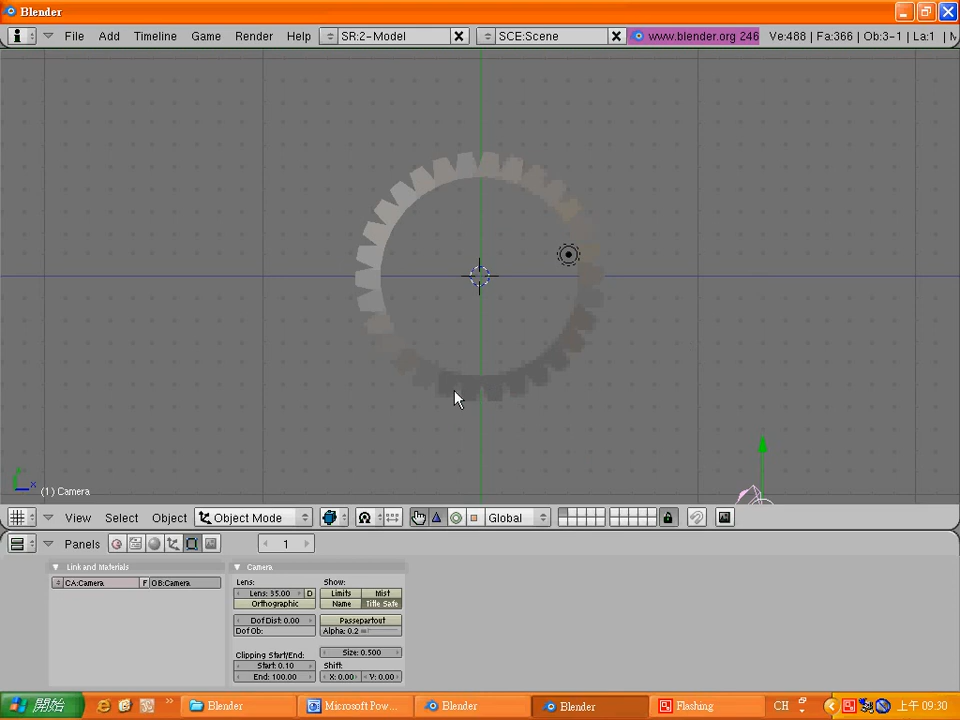 Blender
File Add Timeline Game Render Help SR:2-Model SCE:Scene www.blender.org 246 Ve:488 | Fa:366 | Ob:3-1 | La:1 |
x
(1) Camera
View Select Object Object Mode Global
Panels 1
Link and Materials Camera
CA:Camera F OB:Camera
Lens: Show:
Lens: 35.00 D Limits Mist
Orthographic Name Title Safe
Dof Dist: 0.00 Passepartout
Dof Ob: Alpha: 0.2
Clipping Start/End: Size: 0.500
Start: 0.10 Shift:
End: 100.00 X: 0.00 Y: 0.00
開始 Blender Microsoft Pow... Blender Blender Flashing CH 上午 09:30